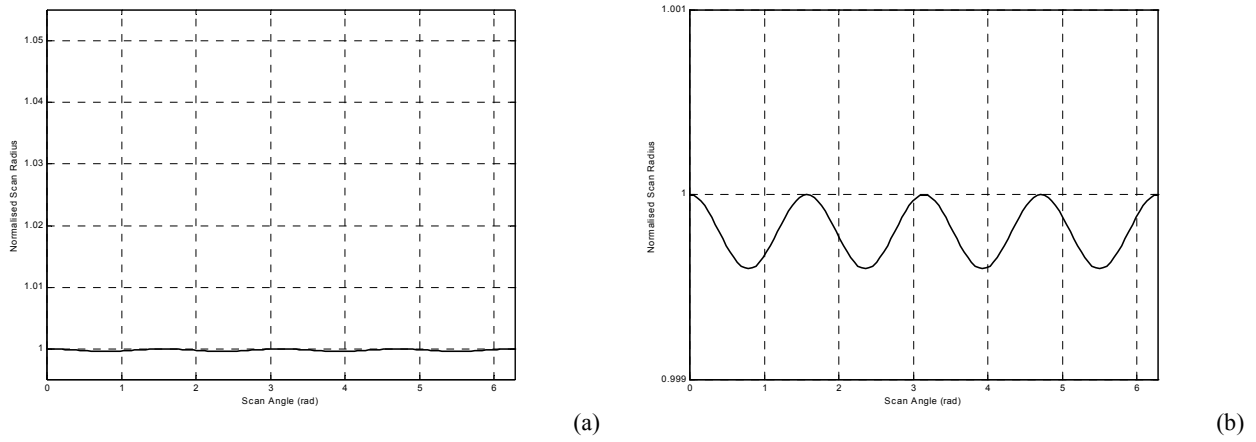 1.05
1.04
1.03
1.02
1.01
1
0 1 2 3 4 5 6
Normalised Scan Radius
Scan Angle (rad)
(a)
1.001
1
0.999
0 1 2 3 4 5 6
Normalised Scan Radius
Scan Angle (rad)
(b)